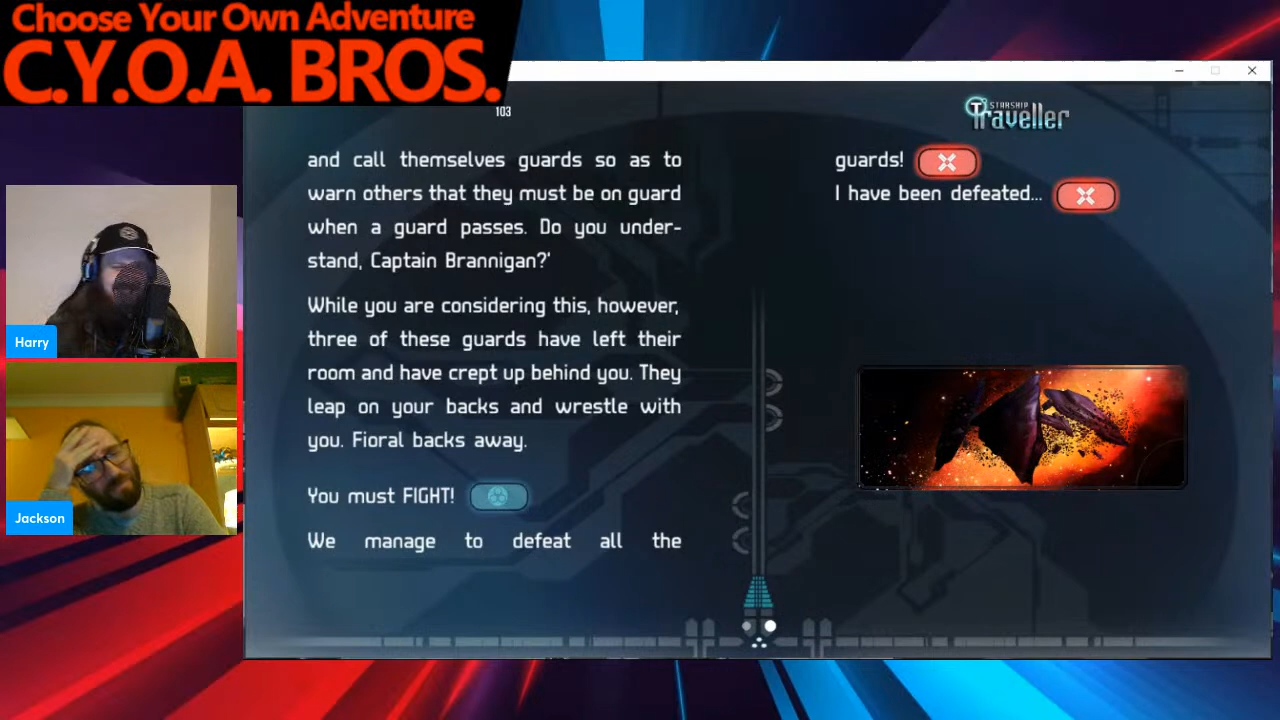 Choose Your Own Adventure
C.Y.O.A. BROS.
103
STARSHIP
Traveller
and call themselves guards so as to
warn others that they must be on guard
when a guard passes. Do you under-
stand, Captain Brannigan?'
While you are considering this, however,
three of these guards have left their
room and have crept up behind you. They
leap on your backs and wrestle with
you. Fioral backs away.
You must FIGHT!
We manage to defeat all the
guards!
I have been defeated...
Harry
Jackson